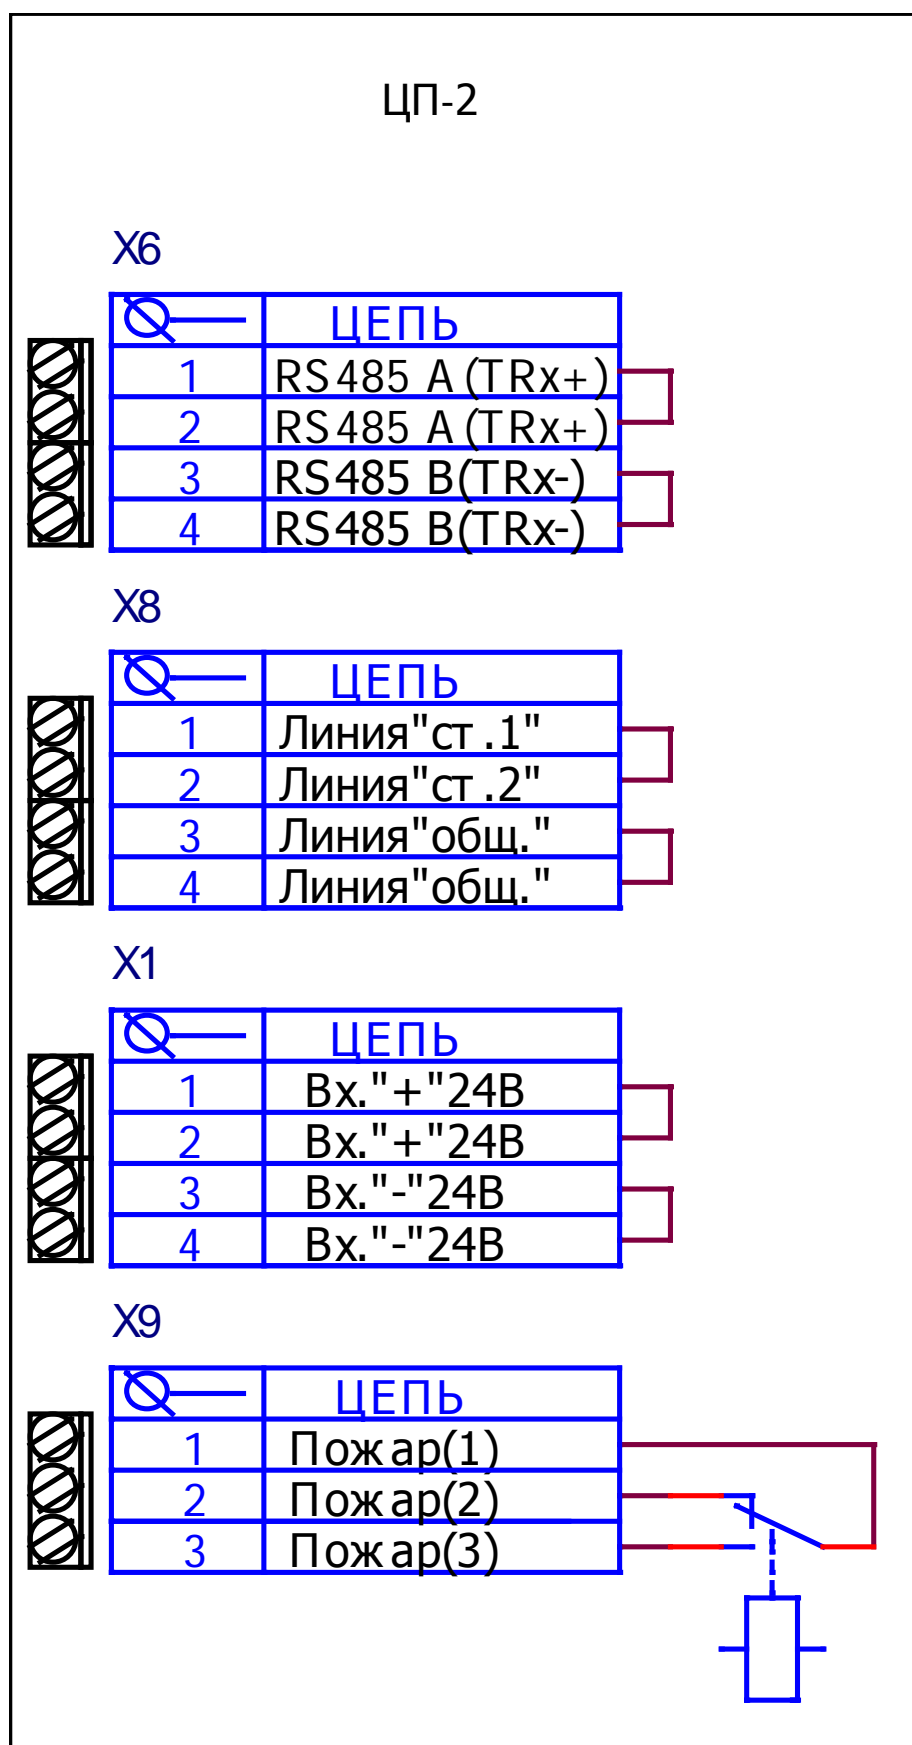 ЦП-2
X6
ЦЕПЬ
1 RS485 A(TRx+)
2 RS485 A(TRx+)
3 RS485 B(TRx-)
4 RS485 B(TRx-)
X8
ЦЕПЬ
1 Линия"ст.1"
2 Линия"ст.2"
3 Линия"общ."
4 Линия"общ."
X1
ЦЕПЬ
1 Вх."+"24В
2 Вх."+"24В
3 Вх."-"24В
4 Вх."-"24В
X9
ЦЕПЬ
1 Пожар(1)
2 Пожар(2)
3 Пожар(3)